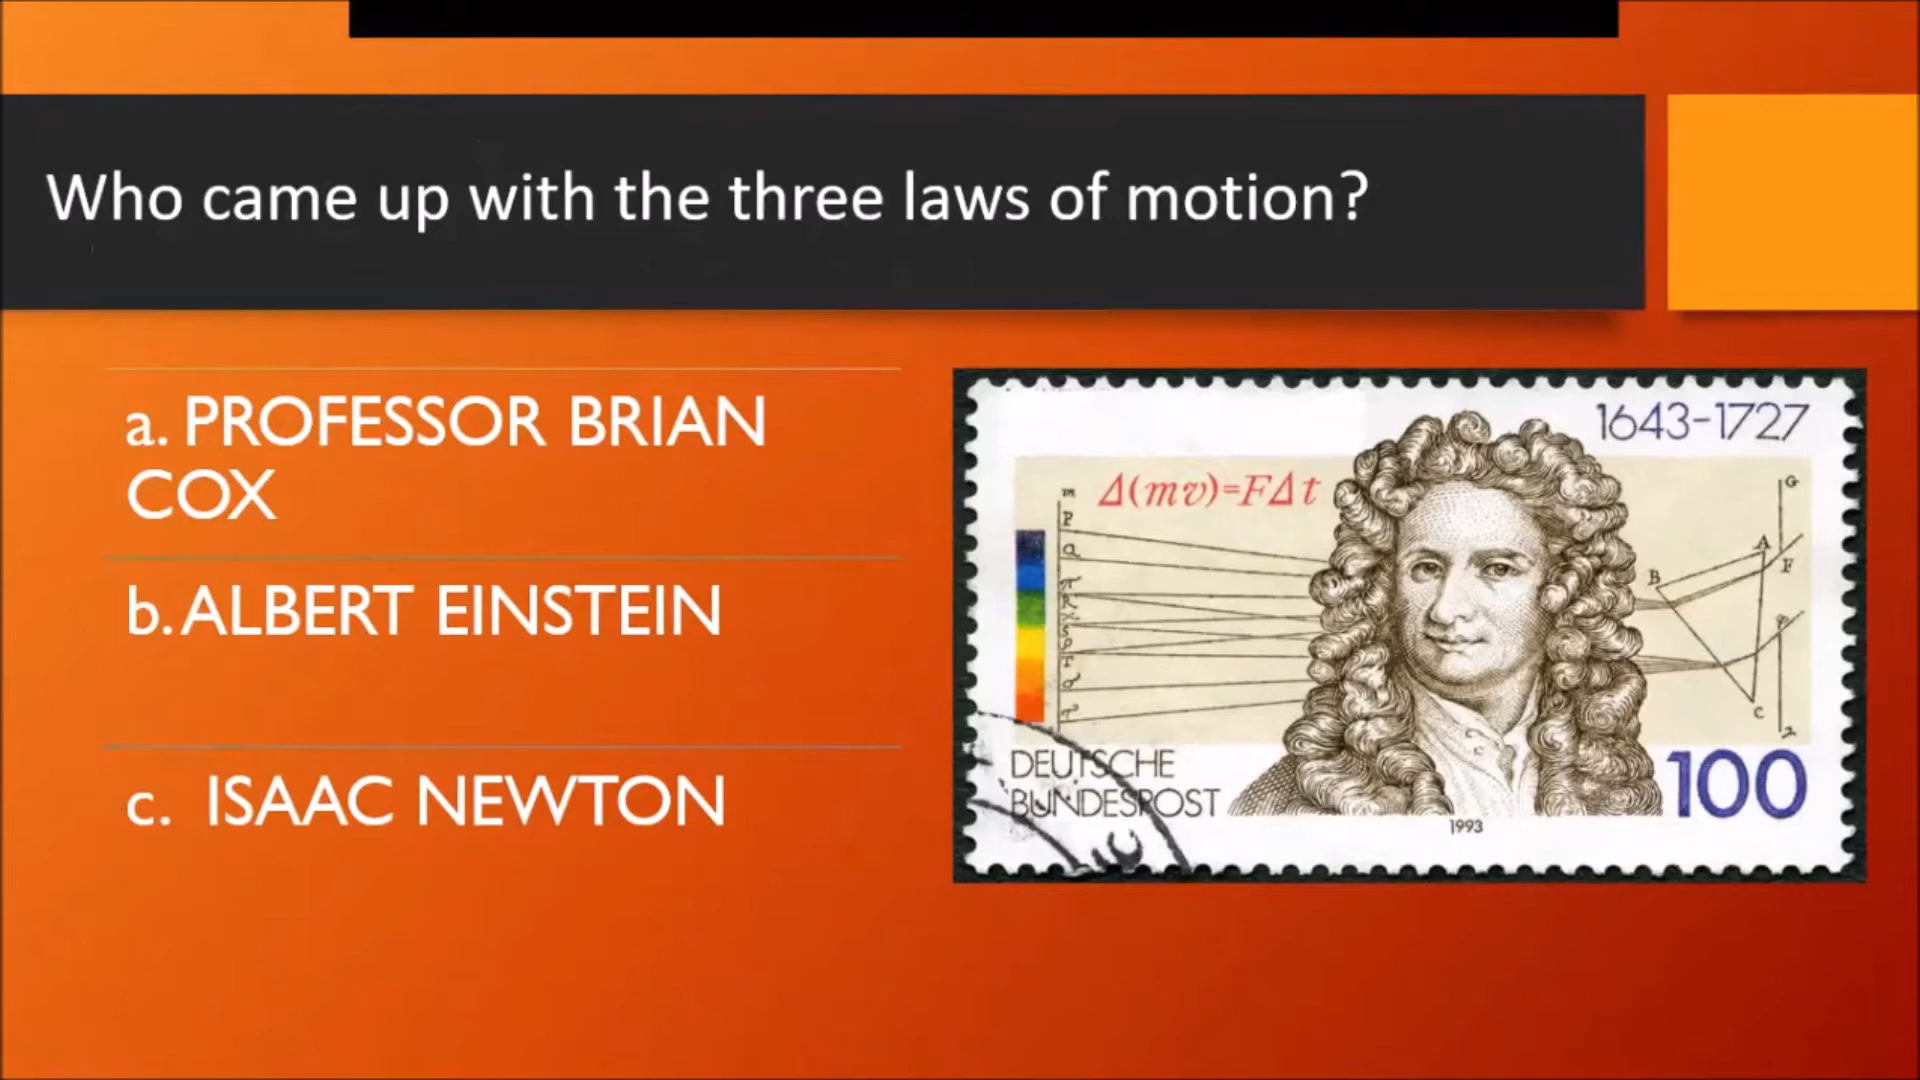 Who came up with the three laws of motion?
a. PROFESSOR BRIAN
COX
b. ALBERT EINSTEIN
c. ISAAC NEWTON
1643-1727
Δ(mv)=FΔt
m
P
Q
π
R
χ
S
ρ
T
σ
τ
G
A
F
B
C
DEUTSCHE
BUNDESPOST
100
1993